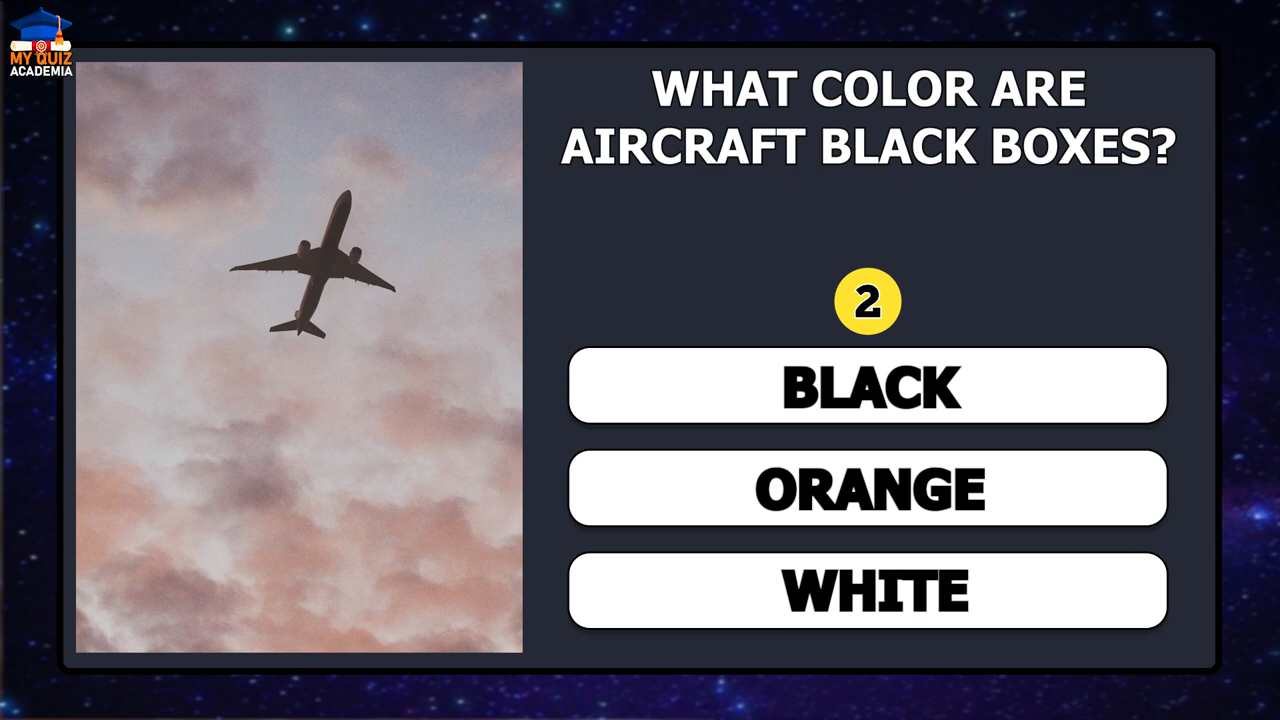 MY QUIZ
ACADEMIA
WHAT COLOR ARE
AIRCRAFT BLACK BOXES?
2
BLACK
ORANGE
WHITE